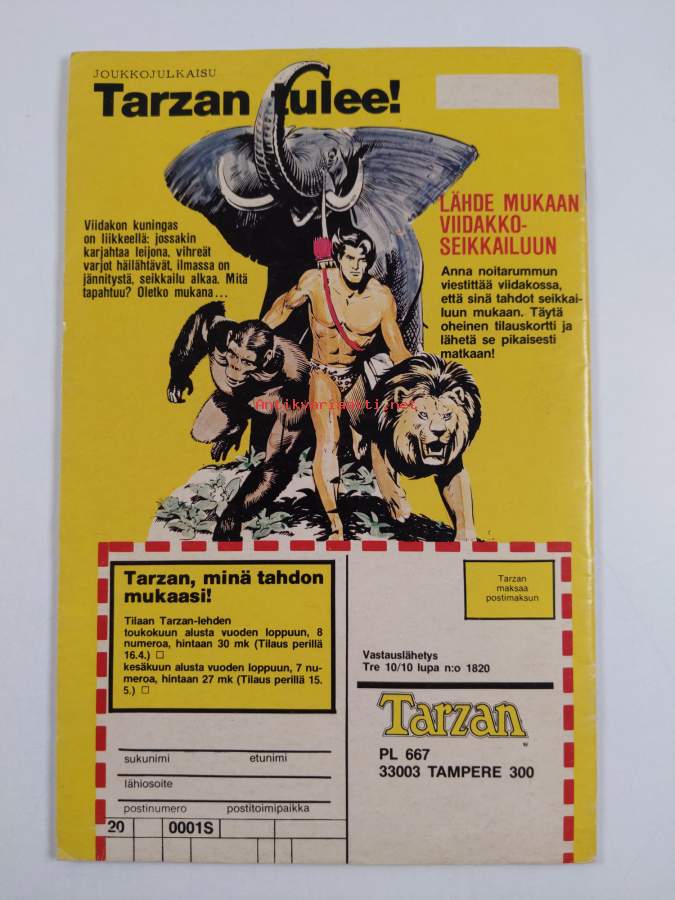 JOUKKOJULKAISU
Tarzan tulee!
Viidakon kuningas
on liikkeellä: jossakin
karjahtaa leijona, vihreät
varjot häilähtävät, ilmassa on
jännitystä, seikkailu alkaa. Mitä
tapahtuu? Oletko mukana...
LÄHDE MUKAAN
VIIDAKKO-
SEIKKAILUUN
Anna noitarummun
viestittää viidakossa,
että sinä tahdot seikkai-
luun mukaan. Täytä
oheinen tilauskortti ja
lähetä se pikaisesti
matkaan!
Antikvariaatti.net
Tarzan, minä tahdon
mukaasi!
Tilaan Tarzan-lehden
toukokuun alusta vuoden loppuun, 8
numeroa, hintaan 30 mk (Tilaus perillä
16.4.) □
kesäkuun alusta vuoden loppuun, 7 nu-
meroa, hintaan 27 mk (Tilaus perillä 15.
5.) □
sukunimi etunimi
lähiosoite
postinumero postitoimipaikka
20 0001S
Tarzan
maksaa
postimaksun
Vastauslähetys
Tre 10/10 lupa n:o 1820
Tarzan
PL 667
33003 TAMPERE 300